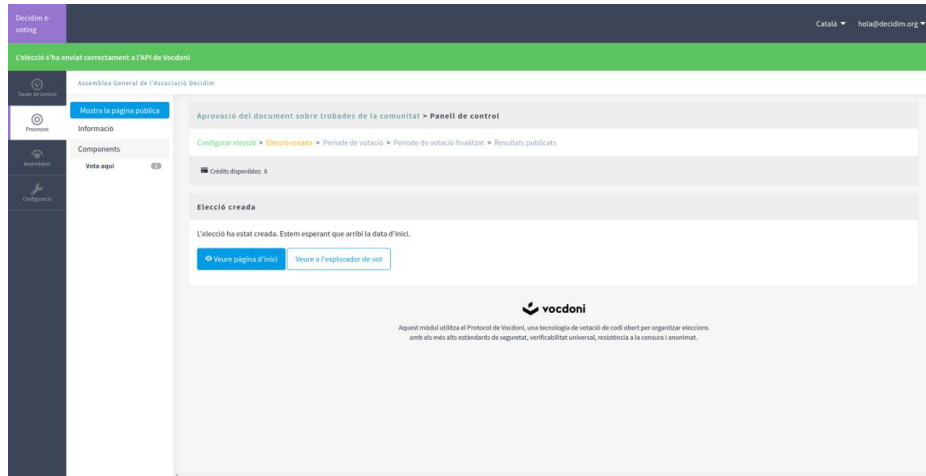 Decidim e-
voting
Català
hola@decidim.org
L'elecció s'ha enviat correctament a l'API de Vocdoni
Tauler de control
Processos
Assemblees
Configuració
Assemblea General de l'Associació Decidim
Mostra la pàgina pública
Informació
Components
Vota aquí
Aprovació del document sobre trobades de la comunitat > Panell de control
Configurar elecció > Elecció creada > Periode de votació > Periode de votació finalitzat > Resultats publicats
Crèdits disponibles: 6
Elecció creada
L'elecció ha estat creada. Estem esperant que arribi la data d'inici.
Veure pàgina d'inici
Veure a l'explorador de vot
vocdoni
Aquest mòdul utilitza el Protocol de Vocdoni, una tecnologia de votació de codi obert per organitzar eleccions
amb els més alts estàndards de seguretat, verificabilitat universal, resistència a la censura i anonimat.